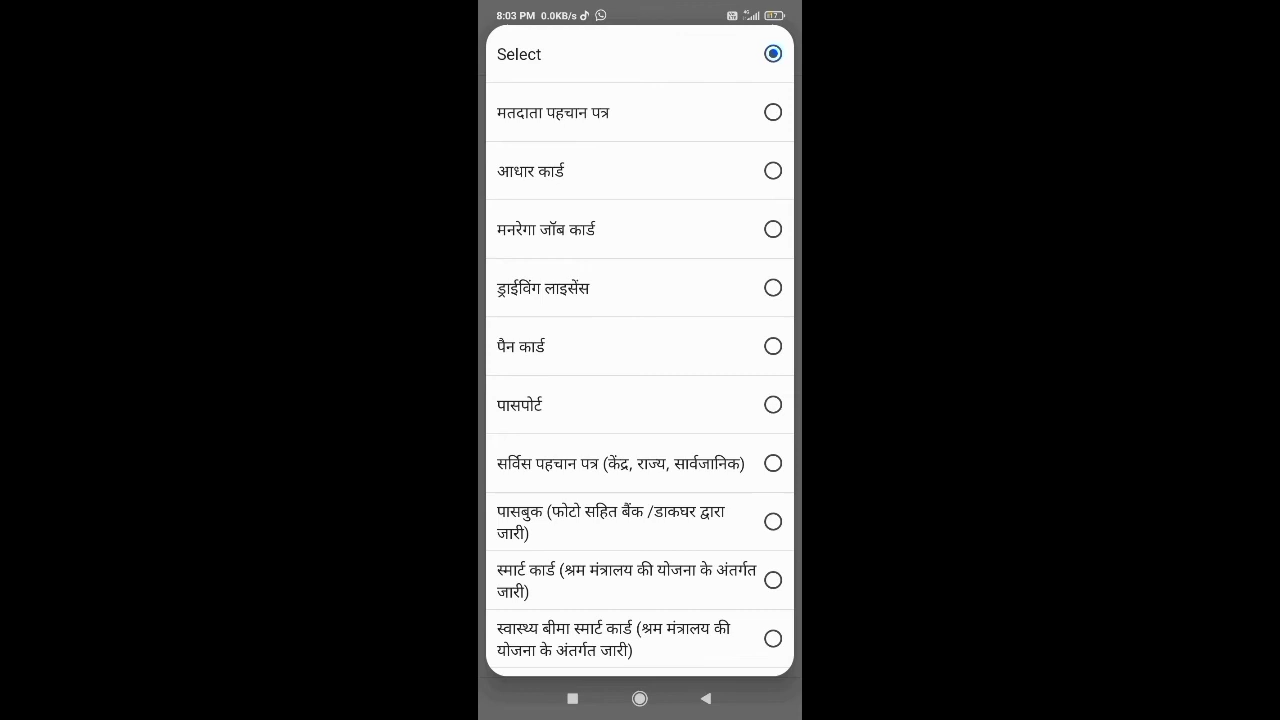 8:03 PM 0.0KB/s
Select
मतदाता पहचान पत्र
आधार कार्ड
मनरेगा जॉब कार्ड
ड्राईविंग लाइसेंस
पैन कार्ड
पासपोर्ट
सर्विस पहचान पत्र (केंद्र, राज्य, सार्वजानिक)
पासबुक (फोटो सहित बैंक /डाकघर द्वारा
जारी)
स्मार्ट कार्ड (श्रम मंत्रालय की योजना के अंतर्गत
जारी)
स्वास्थ्य बीमा स्मार्ट कार्ड (श्रम मंत्रालय की
योजना के अंतर्गत जारी)